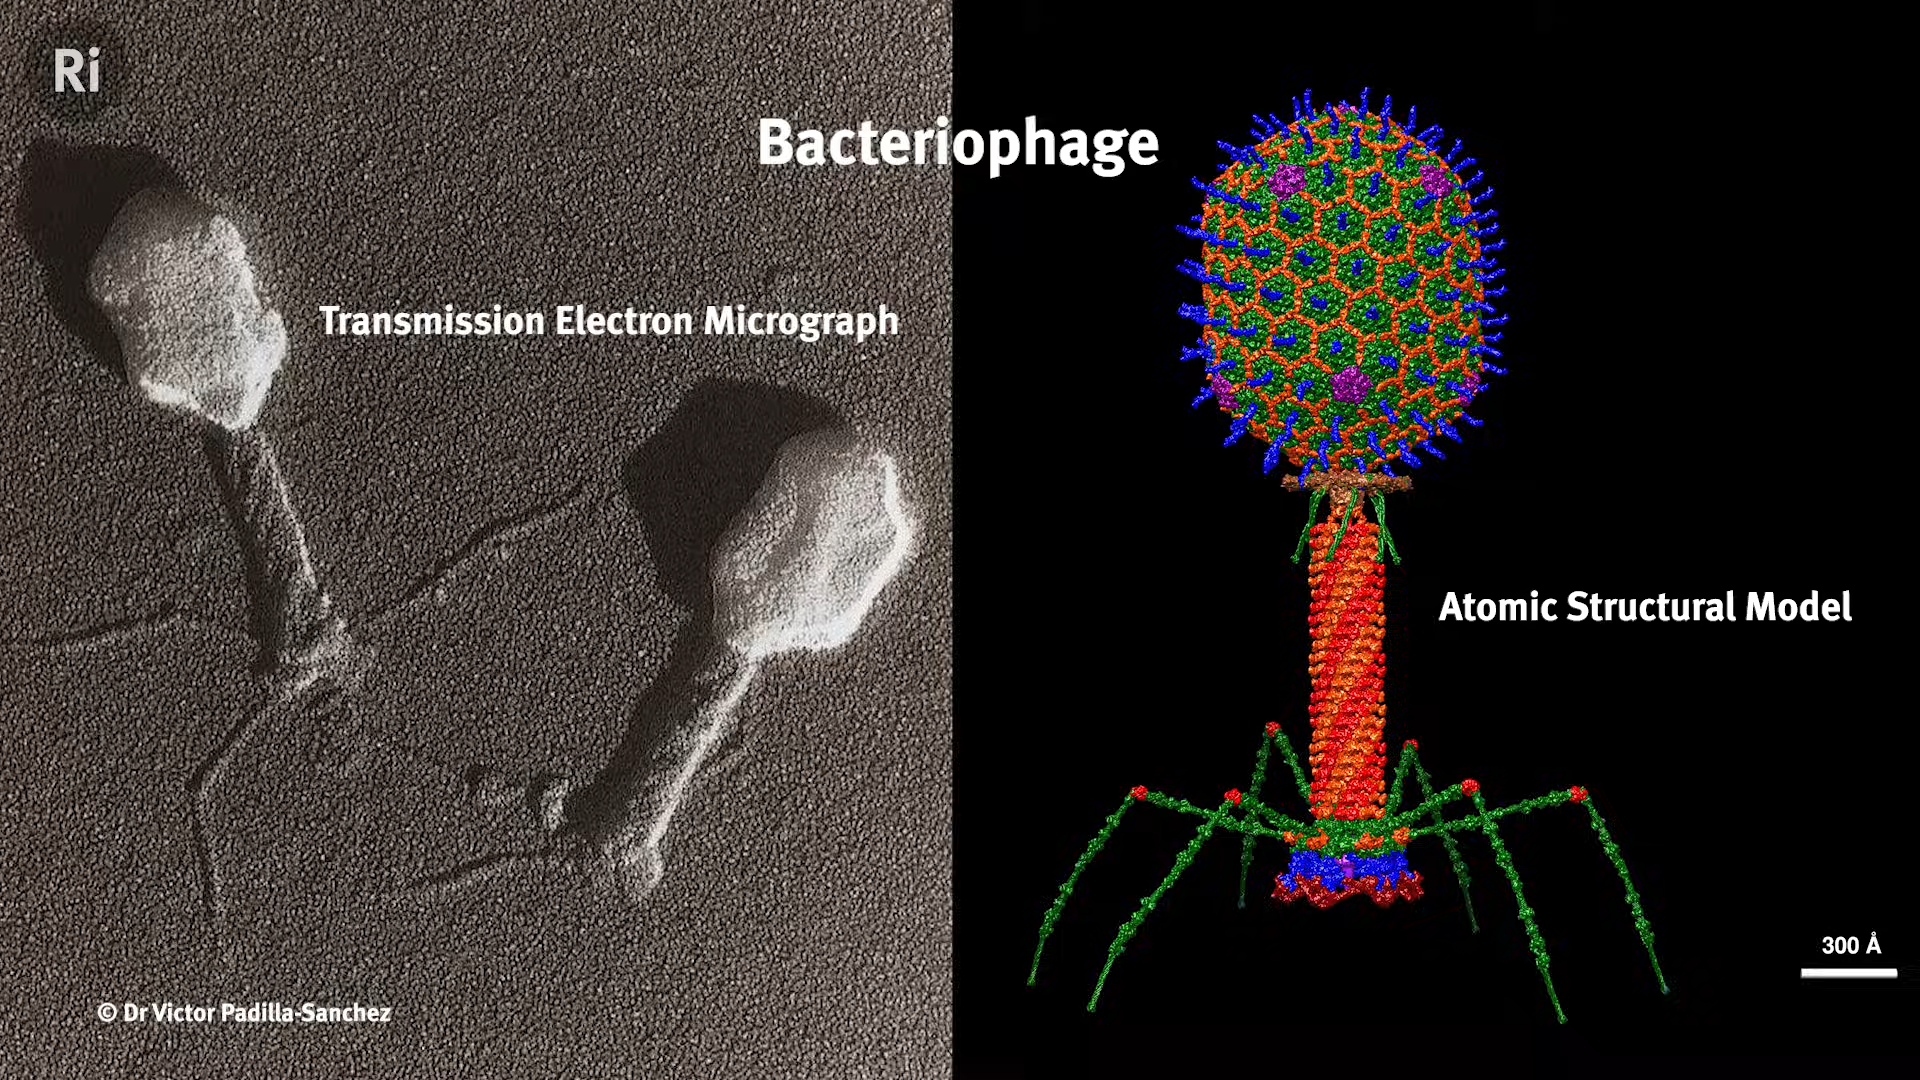 Ri
Bacteriophage
Transmission Electron Micrograph
Atomic Structural Model
300 Å
© Dr Victor Padilla-Sanchez